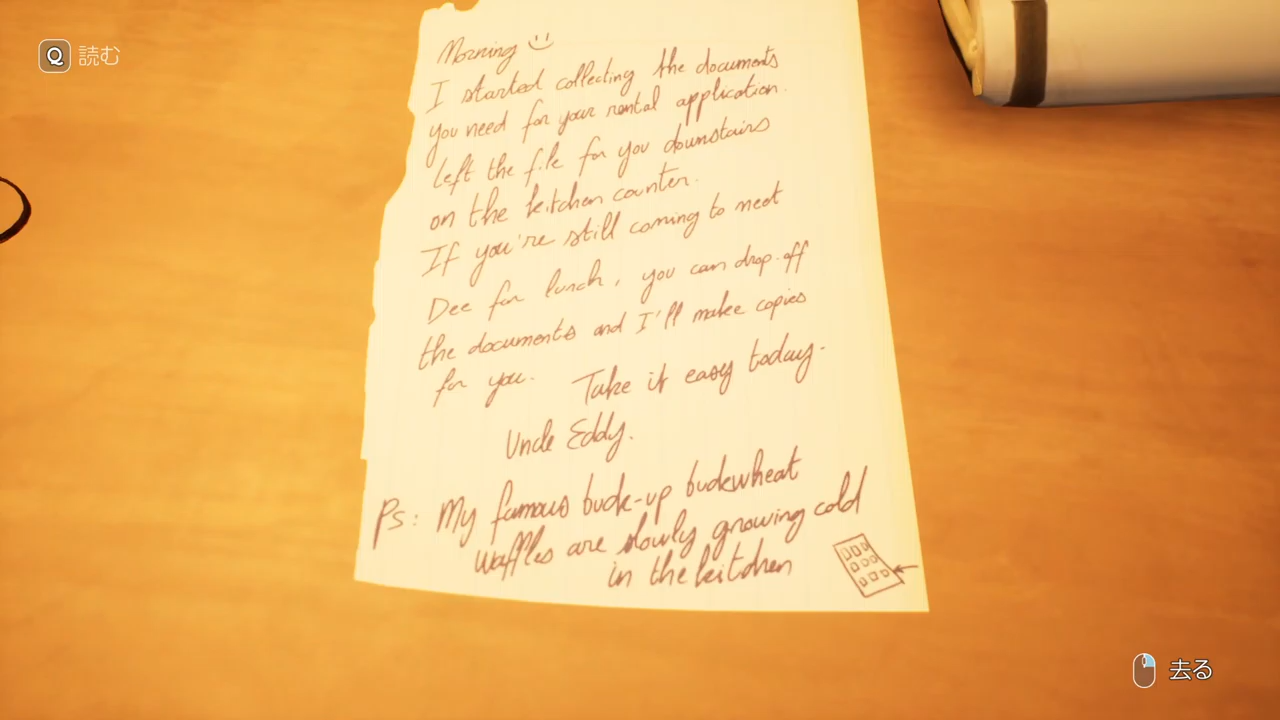 Q 読む
Morning
I started collecting the documents
you need for your rental application.
left the file for you downstairs
on the kitchen counter.
If you're still coming to meet
Dee for lunch, you can drop-off
the documents and I'll make copies
for you. Take it easy today.
Uncle Eddy.
Ps: My famous buck-up buckwheat
waffles are slowly growing cold
in the kitchen
去る